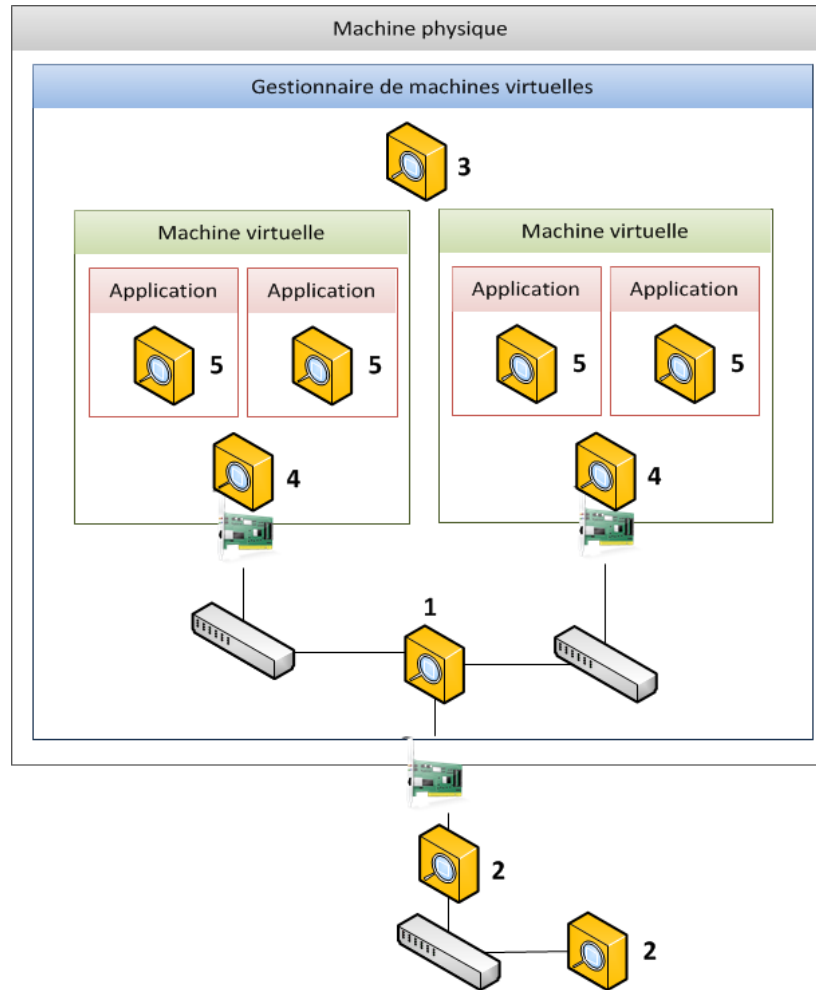 Machine physique
Gestionnaire de machines virtuelles
3
Machine virtuelle
Machine virtuelle
Application
Application
Application
Application
5
5
5
5
4
4
1
2
2